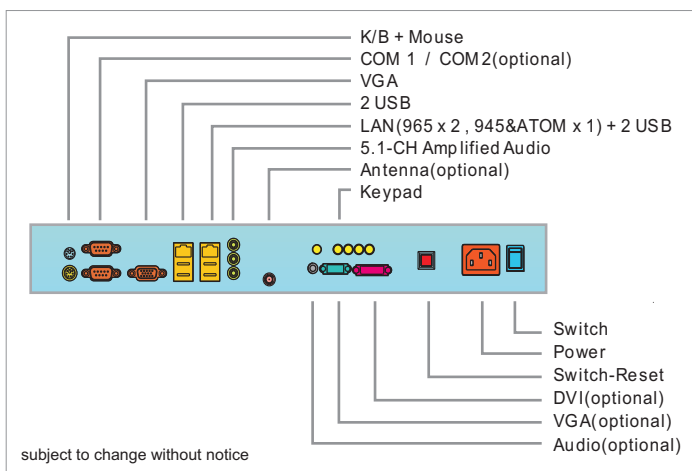 K/B + Mouse
COM 1 / COM2(optional)
VGA
2 USB
LAN(965 x 2 , 945&ATOM x 1) + 2 USB
5.1-CH Amplified Audio
Antenna(optional)
Keypad
Switch
Power
Switch-Reset
DVI(optional)
VGA(optional)
Audio(optional)
subject to change without notice